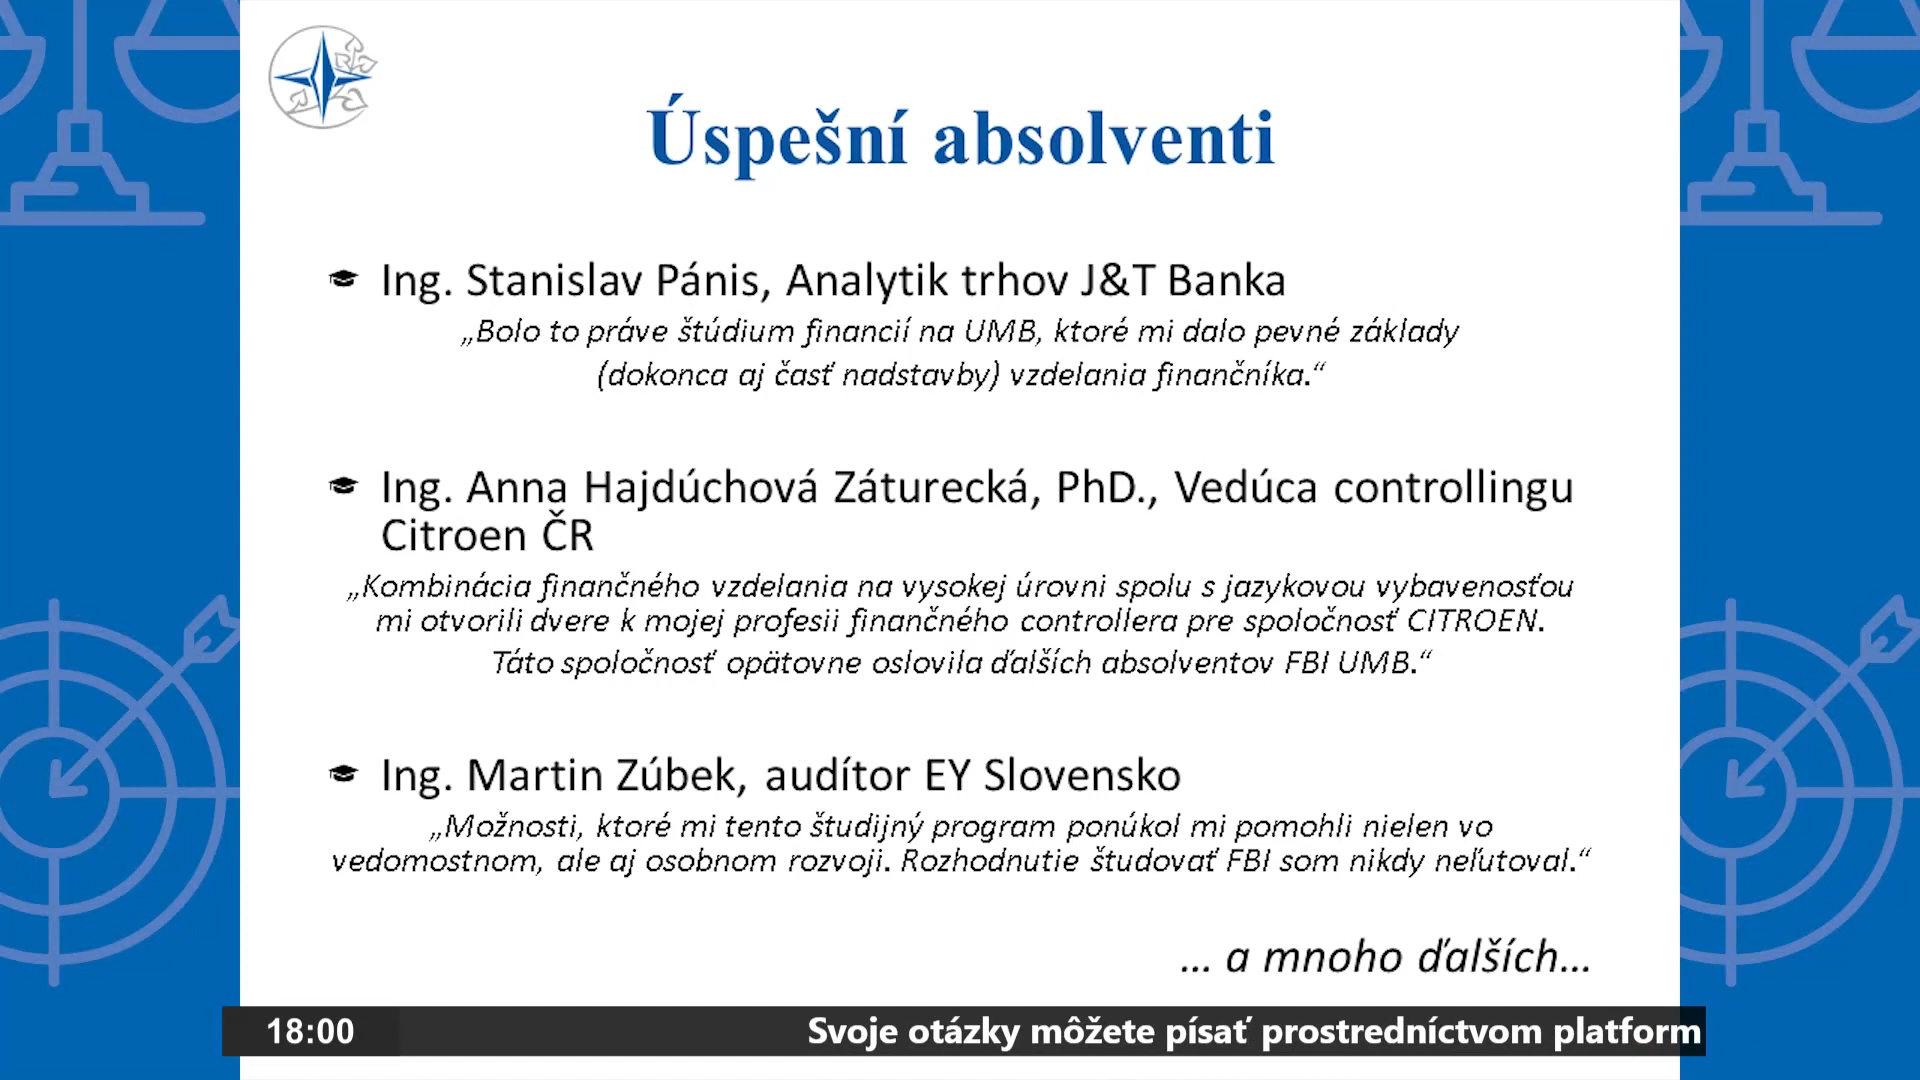 Úspešní absolventi
Ing. Stanislav Pánis, Analytik trhov J&T Banka
„Bolo to práve štúdium financií na UMB, ktoré mi dalo pevné základy
(dokonca aj časť nadstavby) vzdelania finančníka.“
Ing. Anna Hajdúchová Záturecká, PhD., Vedúca controllingu
Citroen ČR
„Kombinácia finančného vzdelania na vysokej úrovni spolu s jazykovou vybavenosťou
mi otvorili dvere k mojej profesii finančného controllera pre spoločnosť CITROEN.
Táto spoločnosť opätovne oslovila ďalších absolventov FBI UMB.“
Ing. Martin Zúbek, audítor EY Slovensko
„Možnosti, ktoré mi tento študijný program ponúkol mi pomohli nielen vo
vedomostnom, ale aj osobnom rozvoji. Rozhodnutie študovať FBI som nikdy neľutoval.“
... a mnoho ďalších...
18:00 Svoje otázky môžete písať prostredníctvom platform